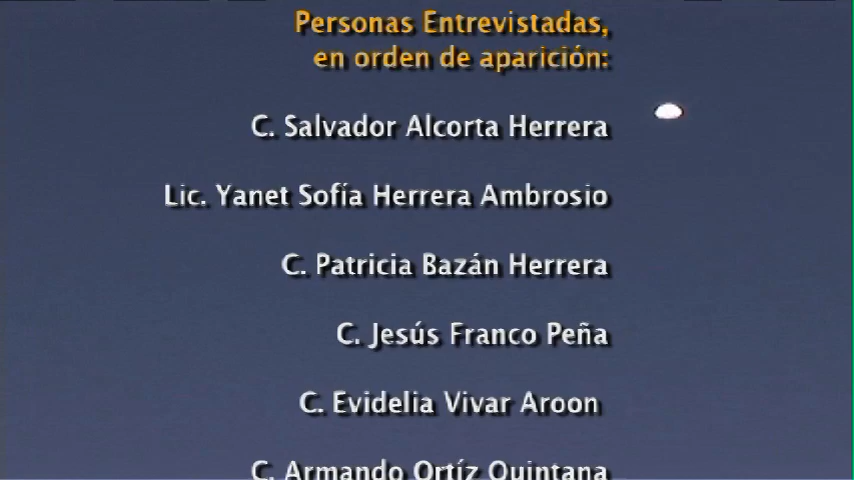 Personas Entrevistadas,
en orden de aparición:
C. Salvador Alcorta Herrera
Lic. Yanet Sofía Herrera Ambrosio
C. Patricia Bazán Herrera
C. Jesús Franco Peña
C. Evidelia Vivar Aroon
C. Armando Ortíz Quintana